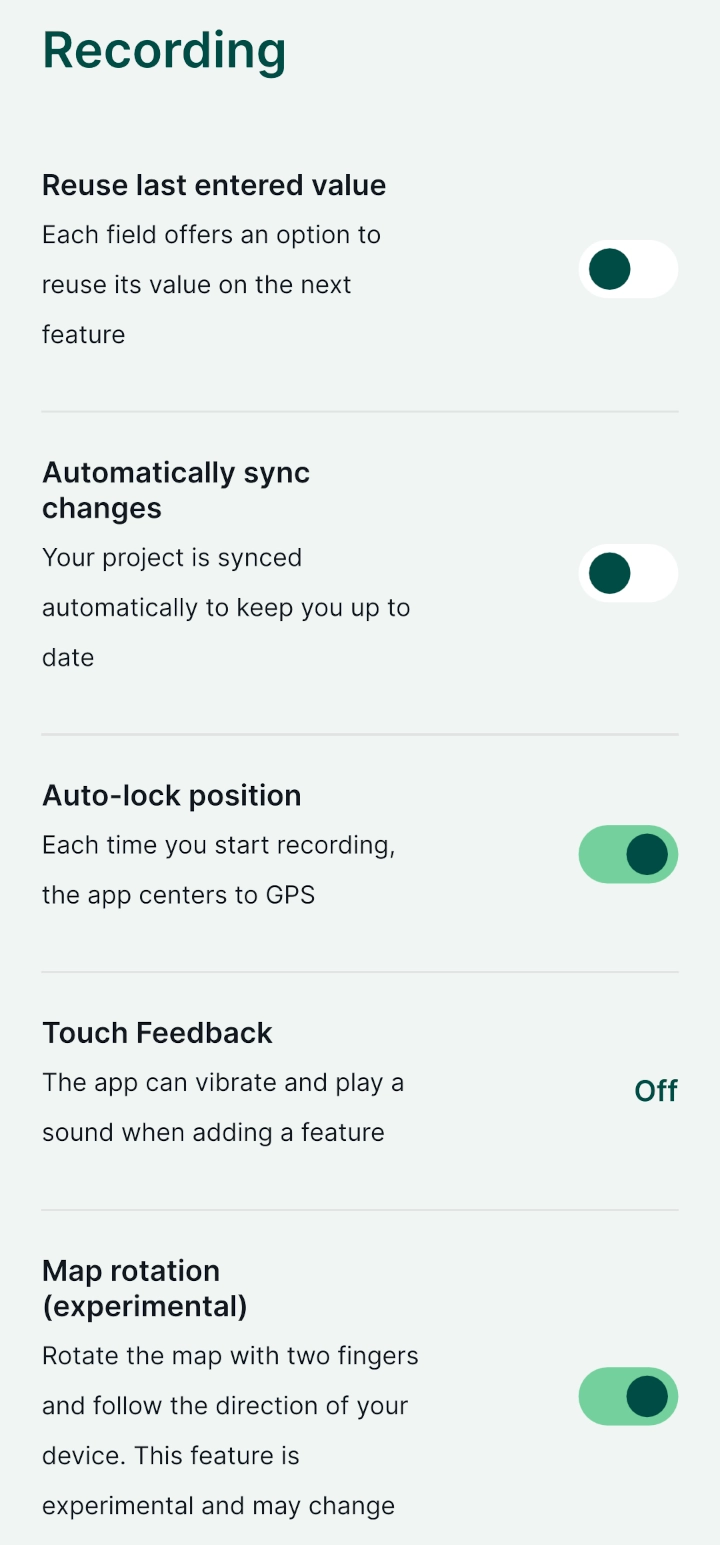 Recording
Reuse last entered value
Each field offers an option to
reuse its value on the next
feature
Automatically sync
changes
Your project is synced
automatically to keep you up to
date
Auto-lock position
Each time you start recording,
the app centers to GPS
Touch Feedback
The app can vibrate and play a
sound when adding a feature
Off
Map rotation
(experimental)
Rotate the map with two fingers
and follow the direction of your
device. This feature is
experimental and may change